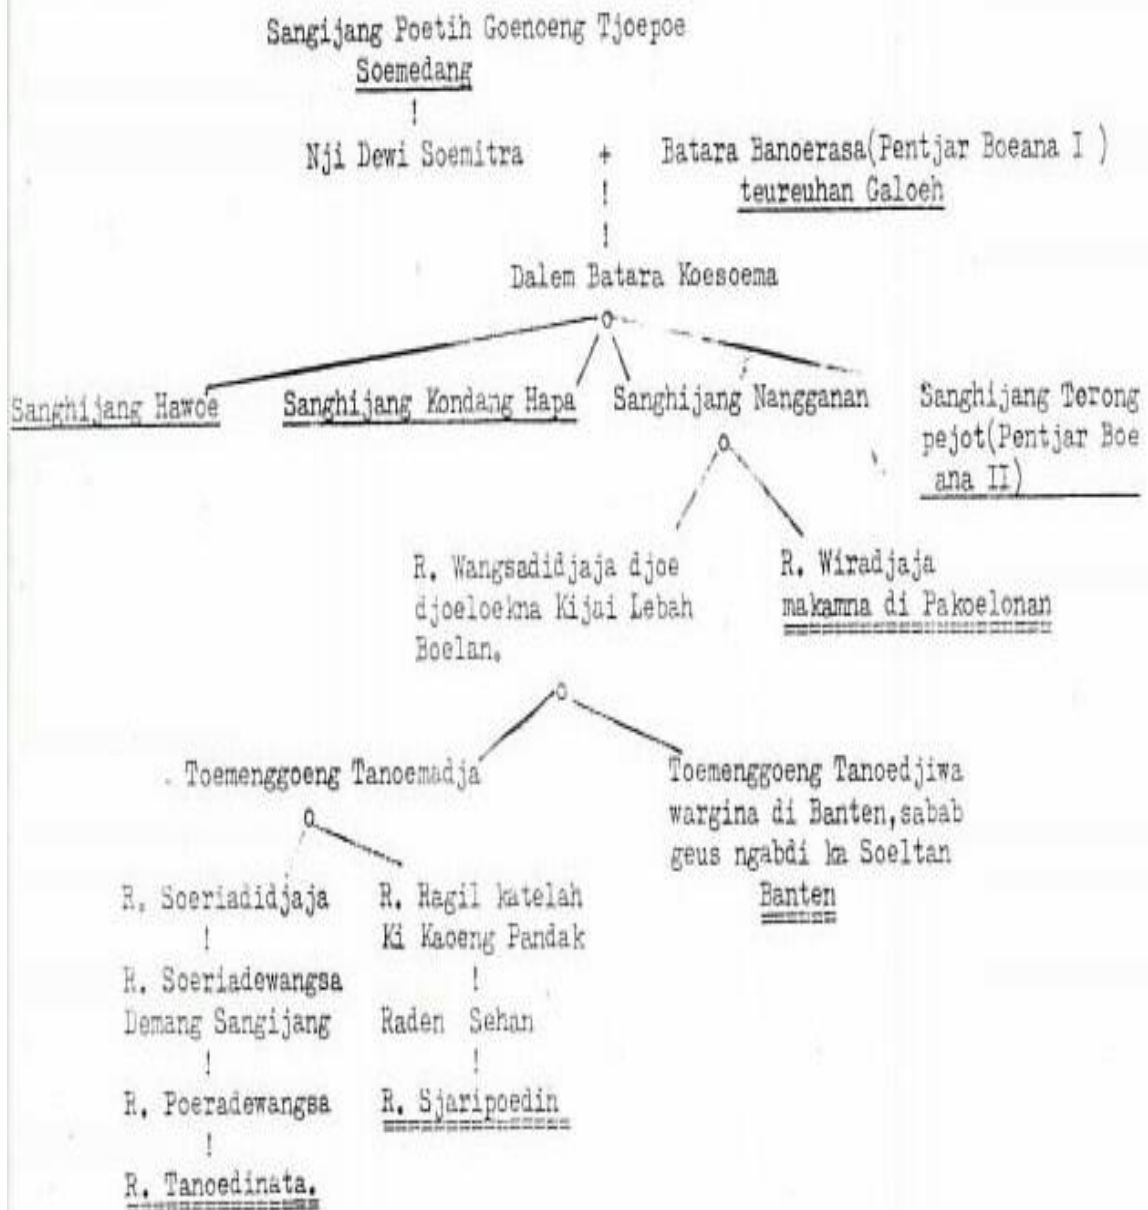 Sangijang Poetih Goenoeng Tjoepoe
Soemedang
!
Nji Dewi Soemitra + Batara Banoerasa(Pentjar Boeana I )
! teureuhan Galoeh
!
Dalem Batara Koesoema
o
Sanghijang Hawoe Sanghijang Kondang Hapa Sanghijang Nangganan Sanghijang Terong
pejot(Pentjar Boe
ana II)
o
R. Wangsadidjaja djoe
djoeloekna Kijai Lebah
Boelan.
R. Wiradjaja
makamna di Pakoelonan
o
Toemenggoeng Tanoemadja
Toemenggoeng Tanoedjiwa
wargina di Banten,sabab
geus ngabdi ka Soeltan
Banten
o
R. Soeriadidjaja
!
R. Soeriadewangsa
Demang Sangijang
!
R. Poeradewangsa
!
R. Tanoedinata.
R. Ragil katelah
Ki Kaoeng Pandak
!
Raden Sehan
!
R. Sjaripoedin